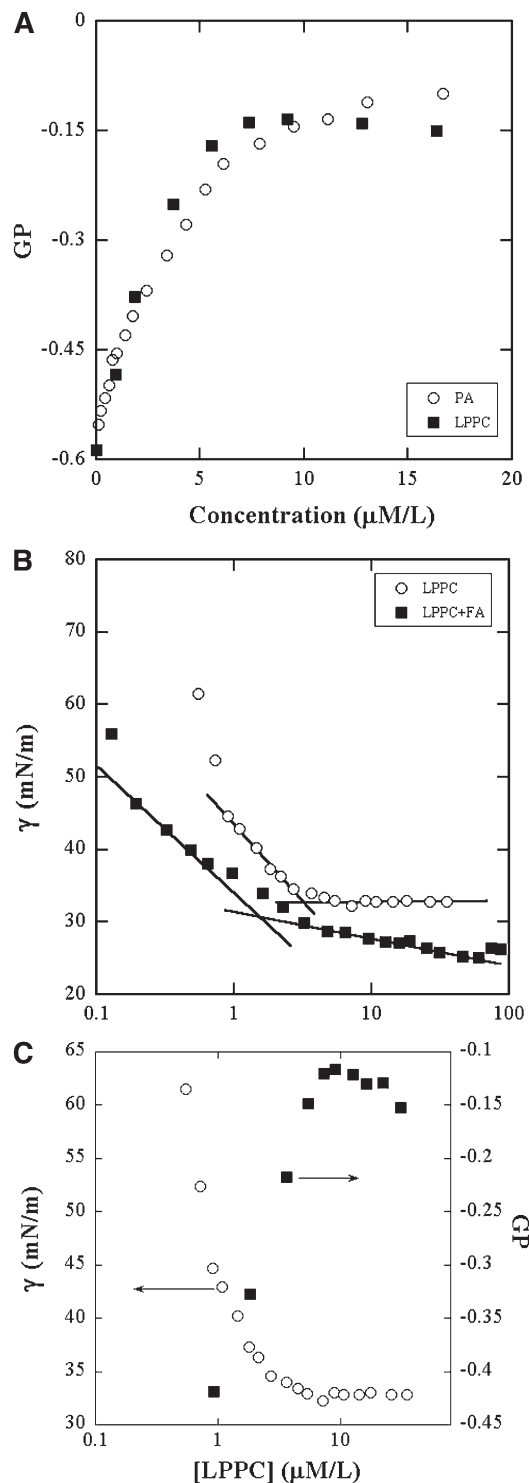 A
0
-0.15
-0.3
-0.45
-0.6
GP
PA
LPPC
0 5 10 15 20
Concentration (μM/L)
B
80
70
60
50
40
30
20
γ (mN/m)
LPPC
LPPC+FA
0.1 1 10 100
C
65
60
55
50
45
40
35
30
γ (mN/m)
-0.1
-0.15
-0.2
-0.25
-0.3
-0.35
-0.4
-0.45
GP
0.1 1 10 100
[LPPC] (μM/L)